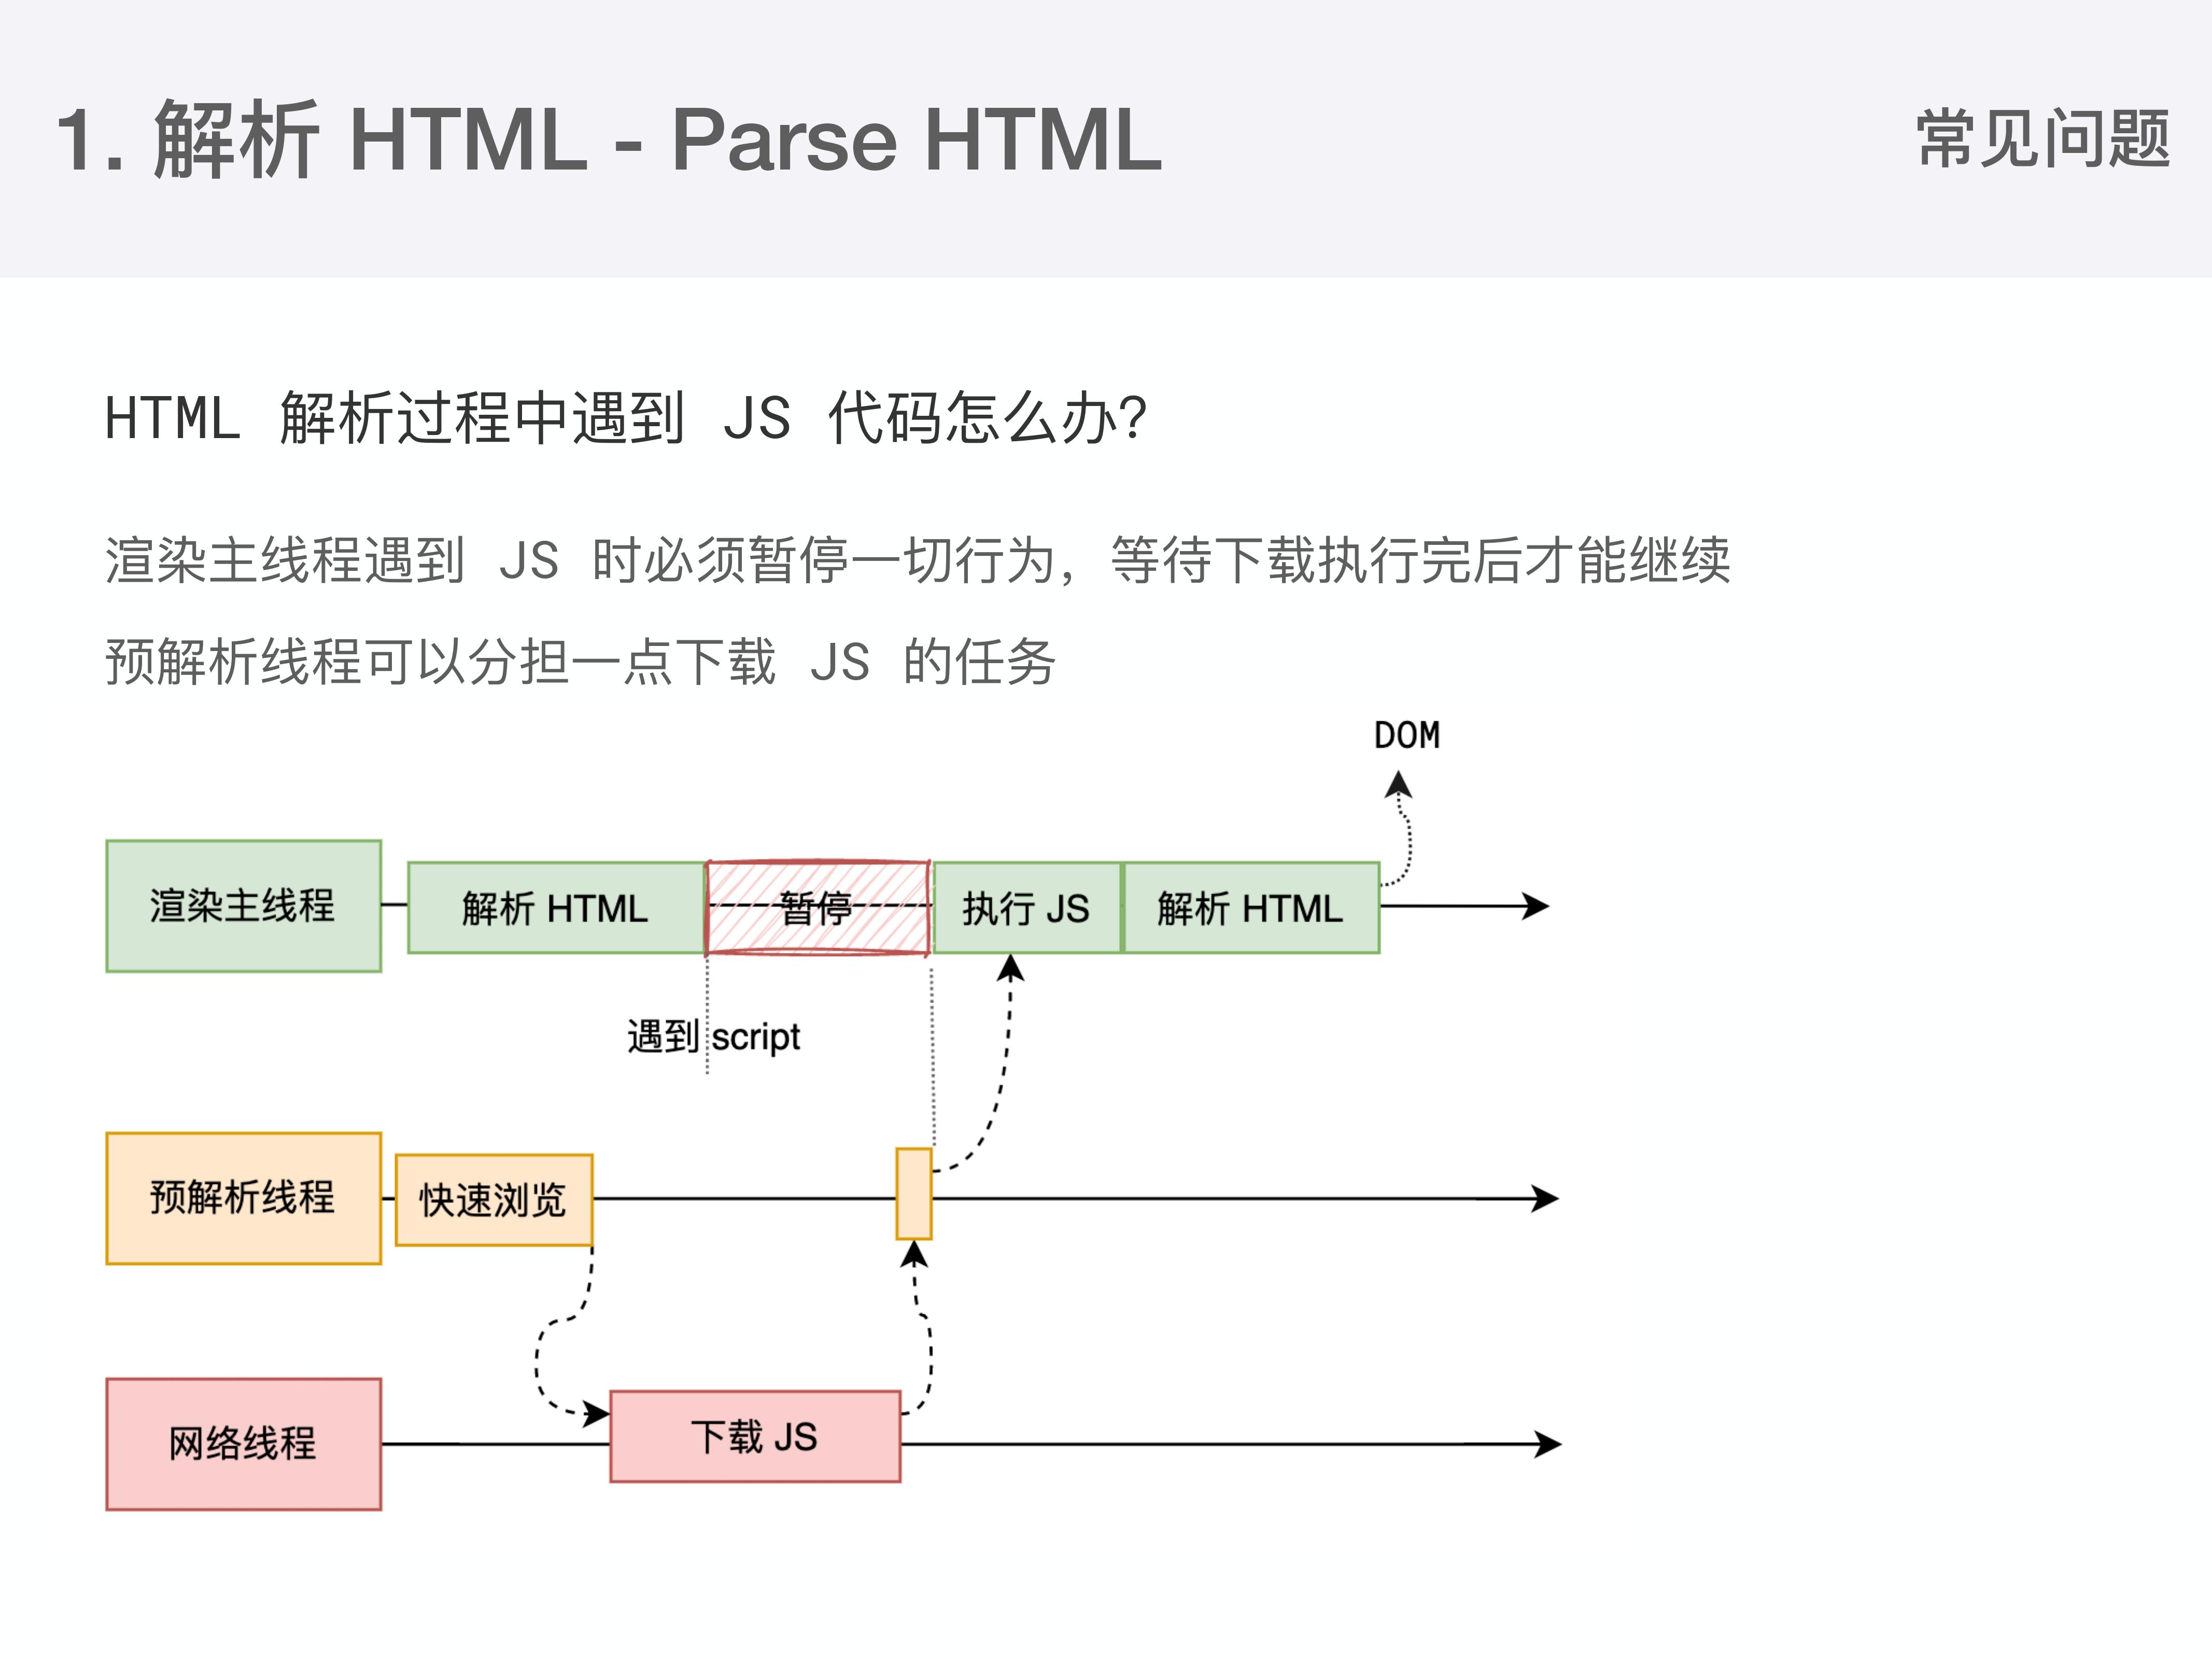 1. 解析 HTML - Parse HTML
常见问题
HTML 解析过程中遇到 JS 代码怎么办?
渲染主线程遇到 JS 时必须暂停一切行为，等待下载执行完后才能继续
预解析线程可以分担一点下载 JS 的任务
DOM
渲染主线程
解析 HTML
暂停
执行 JS
解析 HTML
遇到 script
预解析线程
快速浏览
网络线程
下载 JS